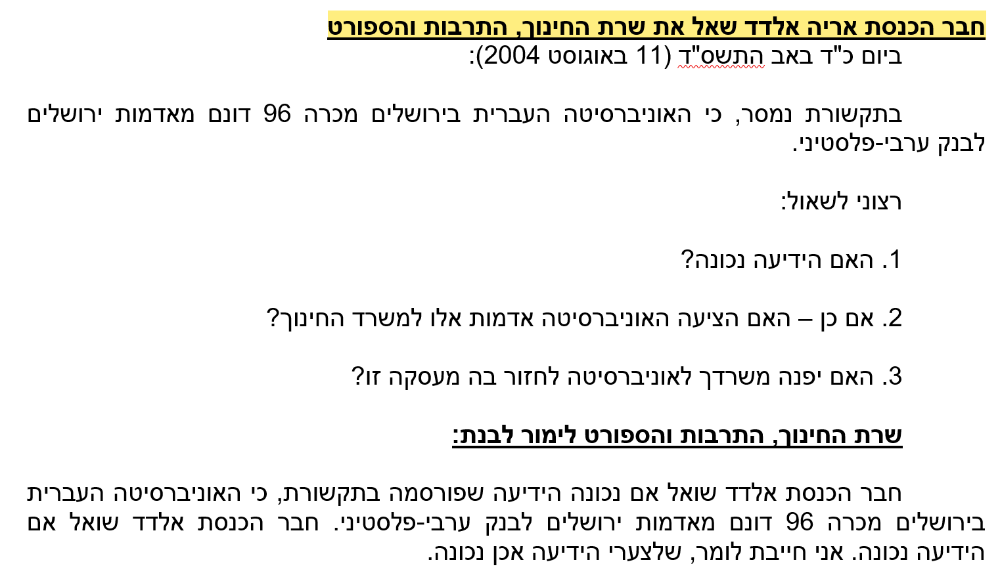 חבר הכנסת אריה אלדד שאל את שרת החינוך, התרבות והספורט
ביום כ"ד באב התשס"ד (11 באוגוסט 2004):
בתקשורת נמסר, כי האוניברסיטה העברית בירושלים מכרה 96 דונם מאדמות ירושלים
לבנק ערבי-פלסטיני.
רצוני לשאול:
1. האם הידיעה נכונה?
2. אם כן – האם הציעה האוניברסיטה אדמות אלו למשרד החינוך?
3. האם יפנה משרדך לאוניברסיטה לחזור בה מעסקה זו?
שרת החינוך, התרבות והספורט לימור לבנת:
חבר הכנסת אלדד שואל אם נכונה הידיעה שפורסמה בתקשורת, כי האוניברסיטה העברית
בירושלים מכרה 96 דונם מאדמות ירושלים לבנק ערבי-פלסטיני. חבר הכנסת אלדד שואל אם
הידיעה נכונה. אני חייבת לומר, שלצערי הידיעה אכן נכונה.